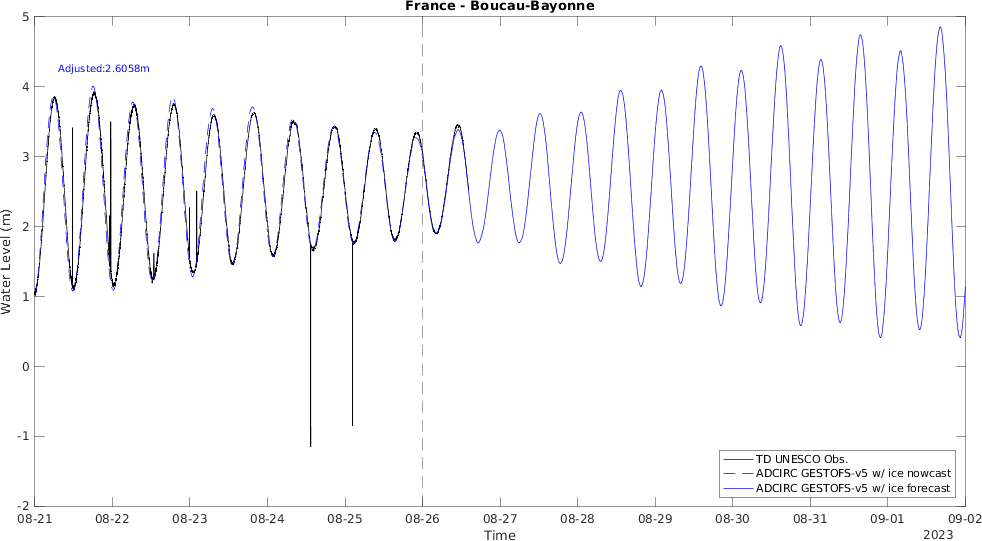 France - Boucau-Bayonne
Adjusted:2.6058m
Water Level (m)
5
4
3
2
1
0
-1
-2
TD UNESCO Obs.
ADCIRC GESTOFS-v5 w/ ice nowcast
ADCIRC GESTOFS-v5 w/ ice forecast
08-21 08-22 08-23 08-24 08-25 08-26 08-27 08-28 08-29 08-30 08-31 09-01 09-02
Time
2023